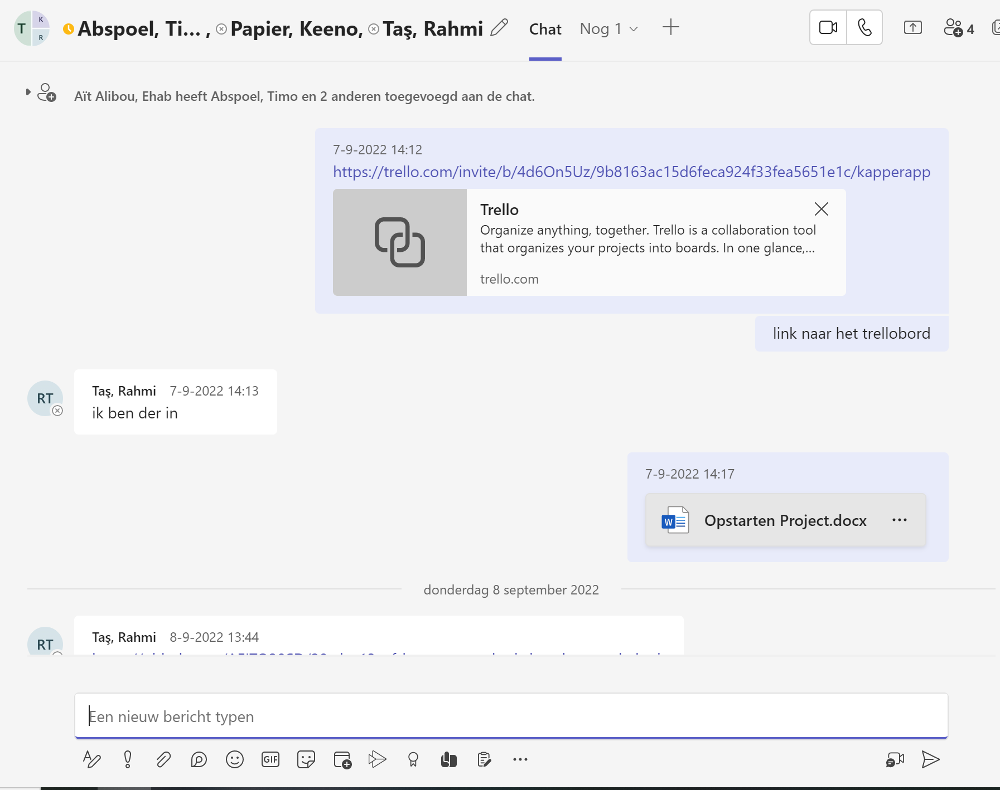 T K R Abspoel, Ti... , Papier, Keeno, Taş, Rahmi Chat Nog 1 4
Aït Alibou, Ehab heeft Abspoel, Timo en 2 anderen toegevoegd aan de chat.
7-9-2022 14:12
https://trello.com/invite/b/4d6On5Uz/9b8163ac15d6feca924f33fea5651e1c/kapperapp
Trello
Organize anything, together. Trello is a collaboration tool
that organizes your projects into boards. In one glance,...
trello.com
link naar het trellobord
RT
Taş, Rahmi 7-9-2022 14:13
ik ben der in
7-9-2022 14:17
W Opstarten Project.docx
donderdag 8 september 2022
RT
Taş, Rahmi 8-9-2022 13:44
Een nieuw bericht typen
GIF